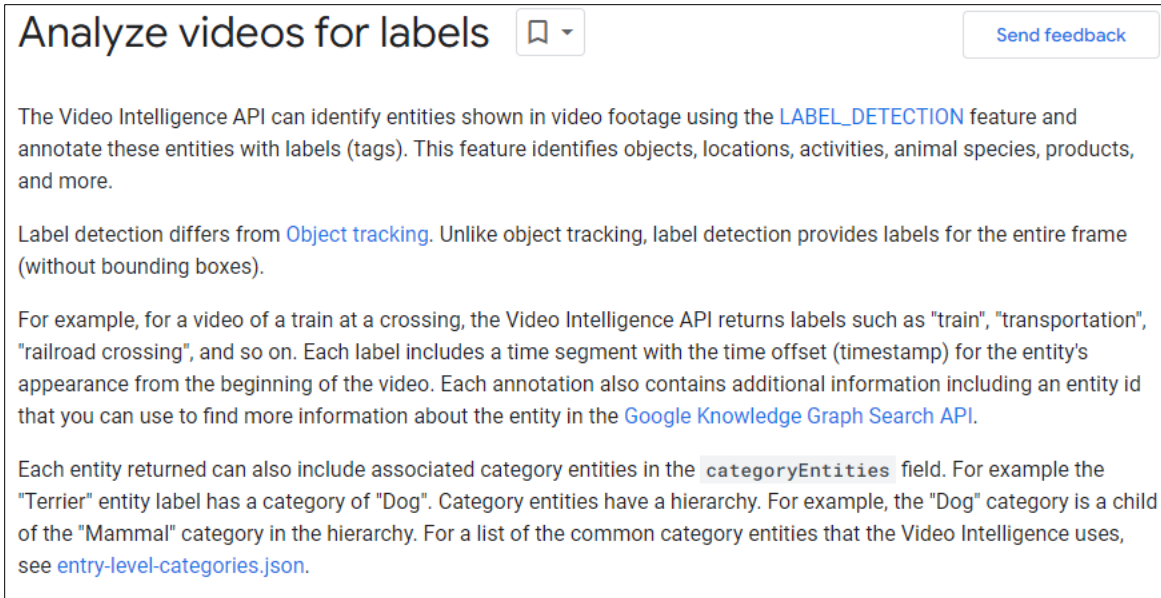 Analyze videos for labels
Send feedback
The Video Intelligence API can identify entities shown in video footage using the LABEL_DETECTION feature and
annotate these entities with labels (tags). This feature identifies objects, locations, activities, animal species, products,
and more.
Label detection differs from Object tracking. Unlike object tracking, label detection provides labels for the entire frame
(without bounding boxes).
For example, for a video of a train at a crossing, the Video Intelligence API returns labels such as "train", "transportation",
"railroad crossing", and so on. Each label includes a time segment with the time offset (timestamp) for the entity's
appearance from the beginning of the video. Each annotation also contains additional information including an entity id
that you can use to find more information about the entity in the Google Knowledge Graph Search API.
Each entity returned can also include associated category entities in the categoryEntities field. For example the
"Terrier" entity label has a category of "Dog". Category entities have a hierarchy. For example, the "Dog" category is a child
of the "Mammal" category in the hierarchy. For a list of the common category entities that the Video Intelligence uses,
see entry-level-categories.json.